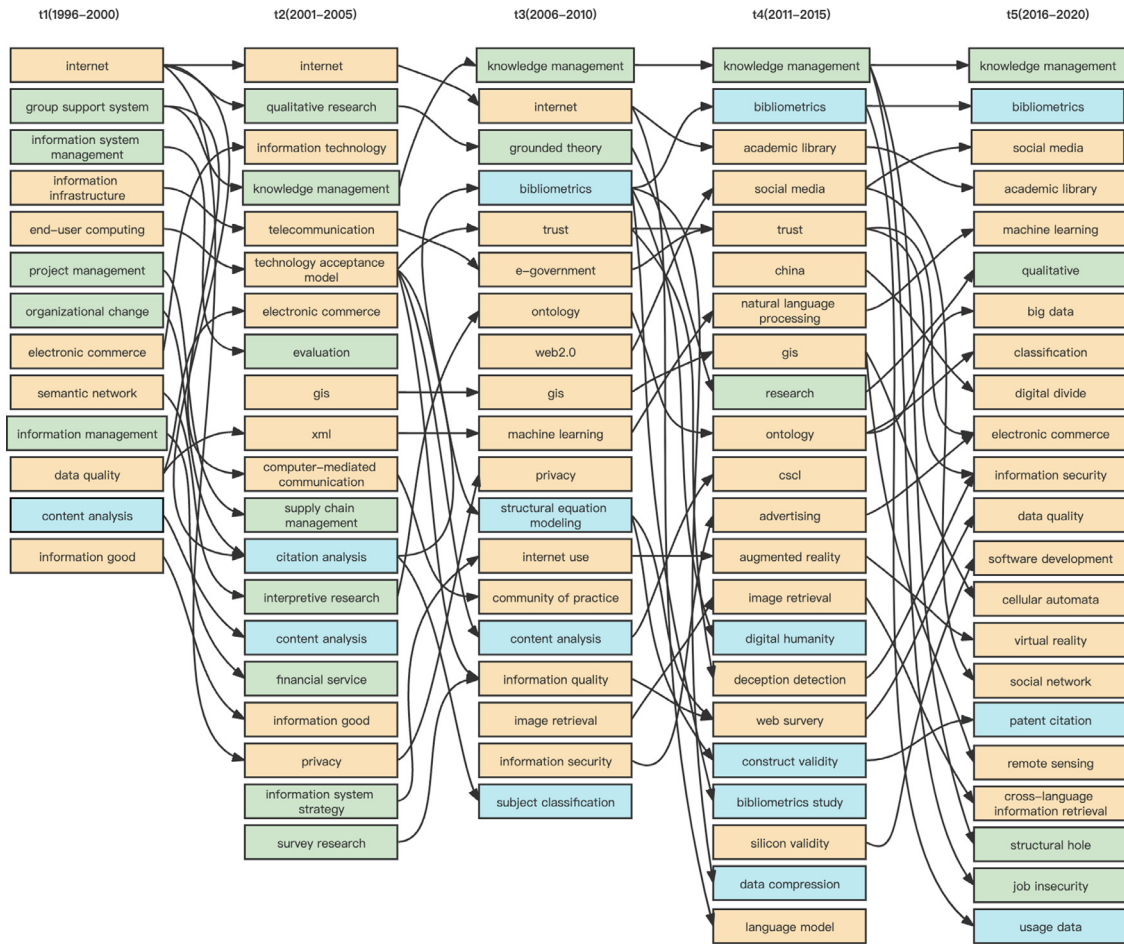 t1(1996–2000)
t2(2001–2005)
t3(2006–2010)
t4(2011–2015)
t5(2016–2020)
internet
group support system
information system
management
information
infrastructure
end–user computing
project management
organizational change
electronic commerce
semantic network
information management
data quality
content analysis
information good
internet
qualitative research
information technology
knowledge management
telecommunication
technology acceptance
model
electronic commerce
evaluation
gis
xml
computer–mediated
communication
supply chain
management
citation analysis
interpretive research
content analysis
financial service
information good
privacy
information system
strategy
survey research
knowledge management
internet
grounded theory
bibliometrics
trust
e–government
ontology
web2.0
gis
machine learning
privacy
structural equation
modeling
internet use
community of practice
content analysis
information quality
image retrieval
information security
subject classification
knowledge management
bibliometrics
academic library
social media
trust
china
natural language
processing
gis
research
ontology
cscl
advertising
augmented reality
image retrieval
digital humanity
deception detection
web survery
construct validity
bibliometrics study
silicon validity
data compression
language model
knowledge management
bibliometrics
social media
academic library
machine learning
qualitative
big data
classification
digital divide
electronic commerce
information security
data quality
software development
cellular automata
virtual reality
social network
patent citation
remote sensing
cross–language
information retrieval
structural hole
job insecurity
usage data